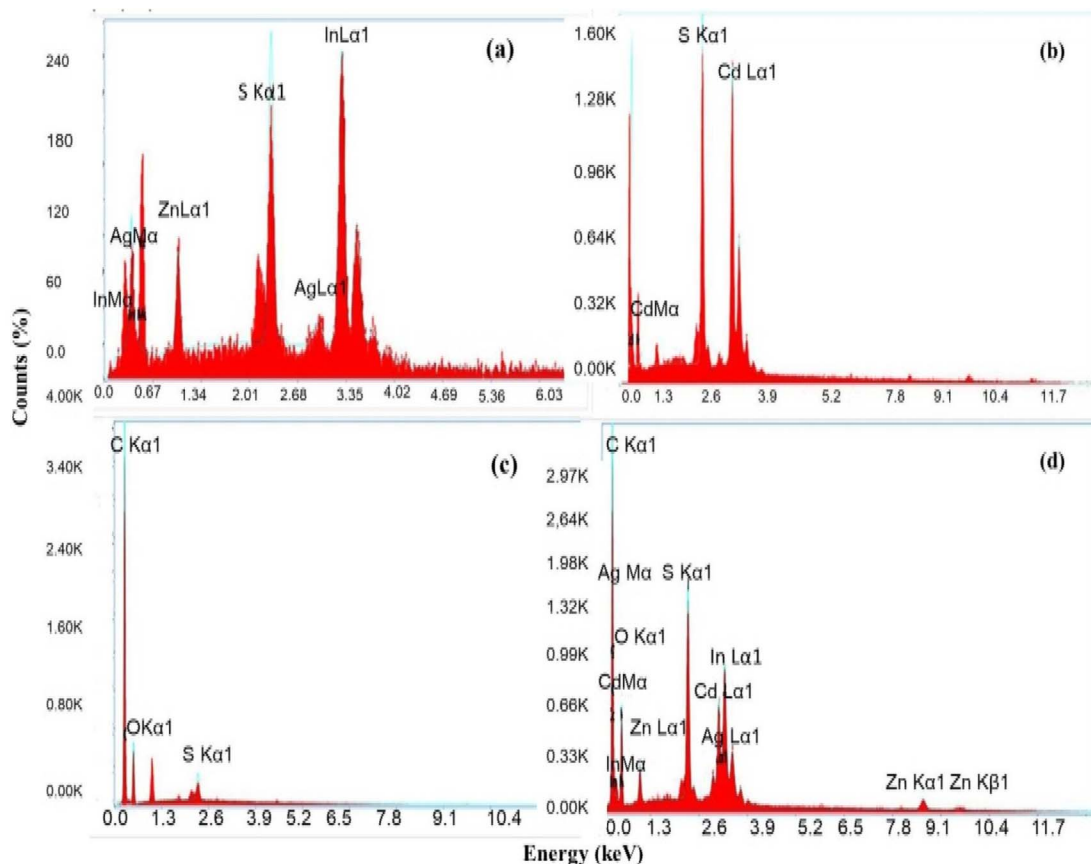 (a)
240
180
120
60
0.0
InLα1
S Kα1
ZnLα1
AgMα
AgLα1
InMα
0.0 0.67 1.34 2.01 2.68 3.35 4.02 4.69 5.36 6.03
(b)
1.60K
1.28K
0.96K
0.64K
0.32K
0.00K
S Kα1
Cd Lα1
CdMα
0.0 1.3 2.6 3.9 5.2 6.5 7.8 9.1 10.4 11.7
Counts (%)
(c)
4.00K
3.40K
2.40K
1.60K
0.80K
0.00K
C Kα1
OKα1
S Kα1
0.0 1.3 2.6 3.9 5.2 6.5 7.8 9.1 10.4
(d)
2.97K
2,64K
1.98K
1.32K
0.99K
0.66K
0.33K
0.00K
C Kα1
Ag Mα
S Kα1
O Kα1
In Lα1
CdMα
Cd Lα1
Zn Lα1
Ag Lα1
InMα
Zn Kα1 Zn Kβ1
0.0 1.3 2.6 3.9 5.2 6.5 7.8 9.1 10.4 11.7
Energy (keV)